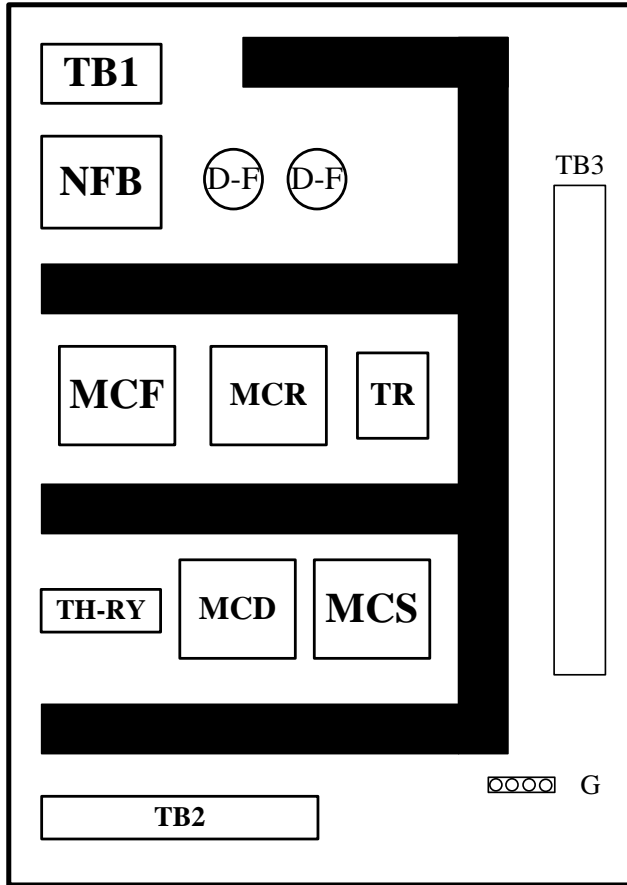 TB1
NFB
D-F
D-F
TB3
MCF
MCR
TR
TH-RY
MCD
MCS
G
TB2